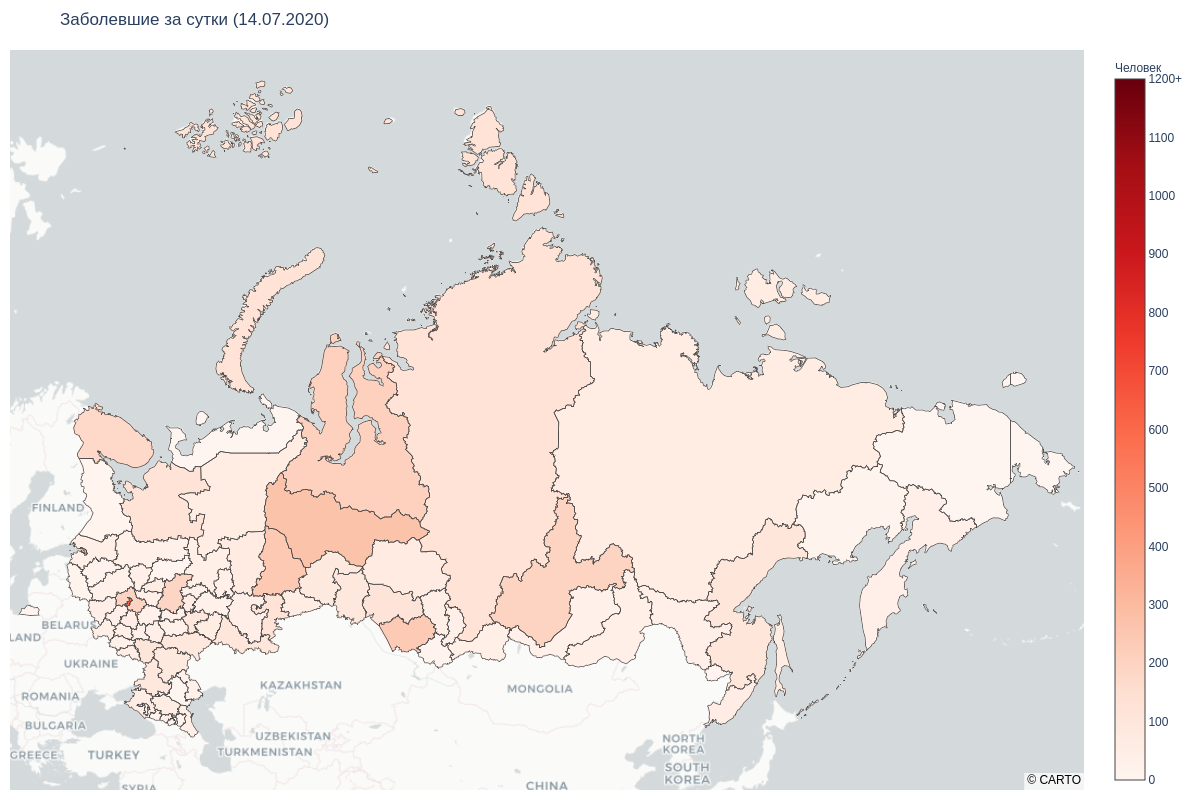 Заболевшие за сутки (14.07.2020)
Человек
1200+
1100
1000
900
800
700
600
500
400
300
200
100
0
FINLAND
BELARUS
LAND
UKRAINE
ROMANIA
BULGARIA
GREECE
TURKEY
SYRIA
KAZAKHSTAN
UZBEKISTAN
TURKMENISTAN
MONGOLIA
CHINA
NORTH
KOREA
SOUTH
KOREA
© CARTO